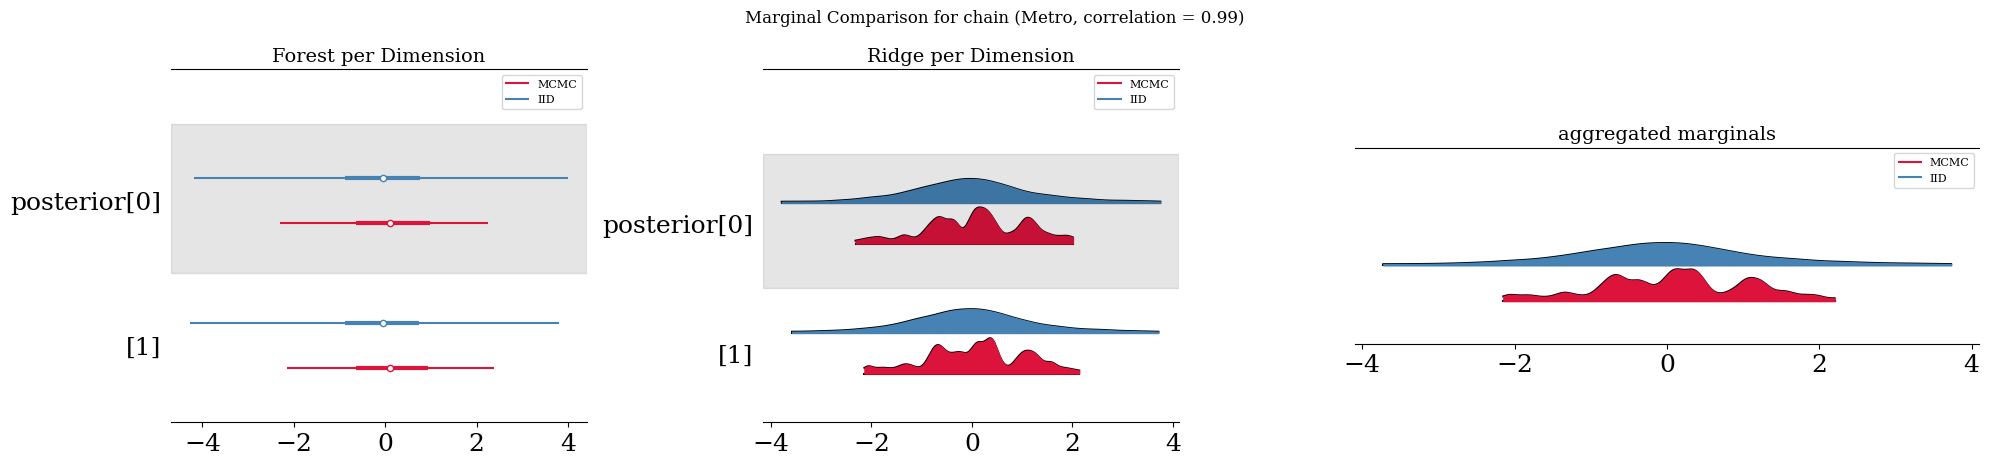 Marginal Comparison for chain (Metro, correlation = 0.99)
Forest per Dimension
MCMC
IID
posterior[0]
[1]
−4 −2 0 2 4
Ridge per Dimension
MCMC
IID
posterior[0]
[1]
−4 −2 0 2 4
aggregated marginals
MCMC
IID
−4 −2 0 2 4